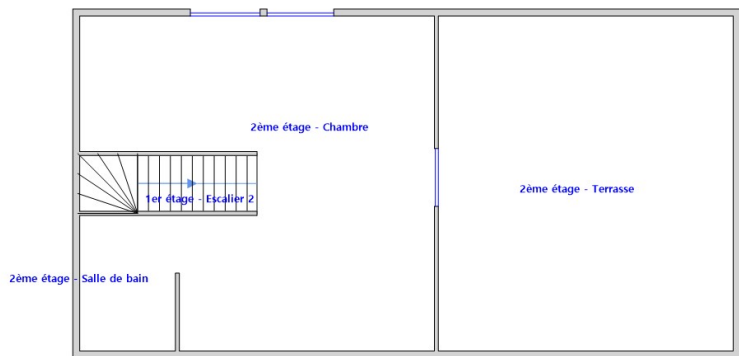 2ème étage - Chambre
2ème étage - Terrasse
1er étage - Escalier 2
2ème étage - Salle de bain